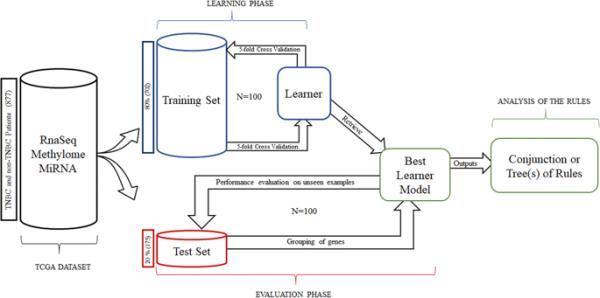 LEARNING PHASE
TNBC and non-TNBC Patients (877)
RnaSeq
Methylome
MiRNA
TCGA DATASET
80% (702)
Training Set
5-fold Cross Validation
N=100
5-fold Cross Validation
Learner
Retrieve
Best
Learner
Model
Outputs
ANALYSIS OF THE RULES
Conjunction or
Tree(s) of Rules
Performance evaluation on unseen examples
N=100
20 % (175)
Test Set
Grouping of genes
EVALUATION PHASE